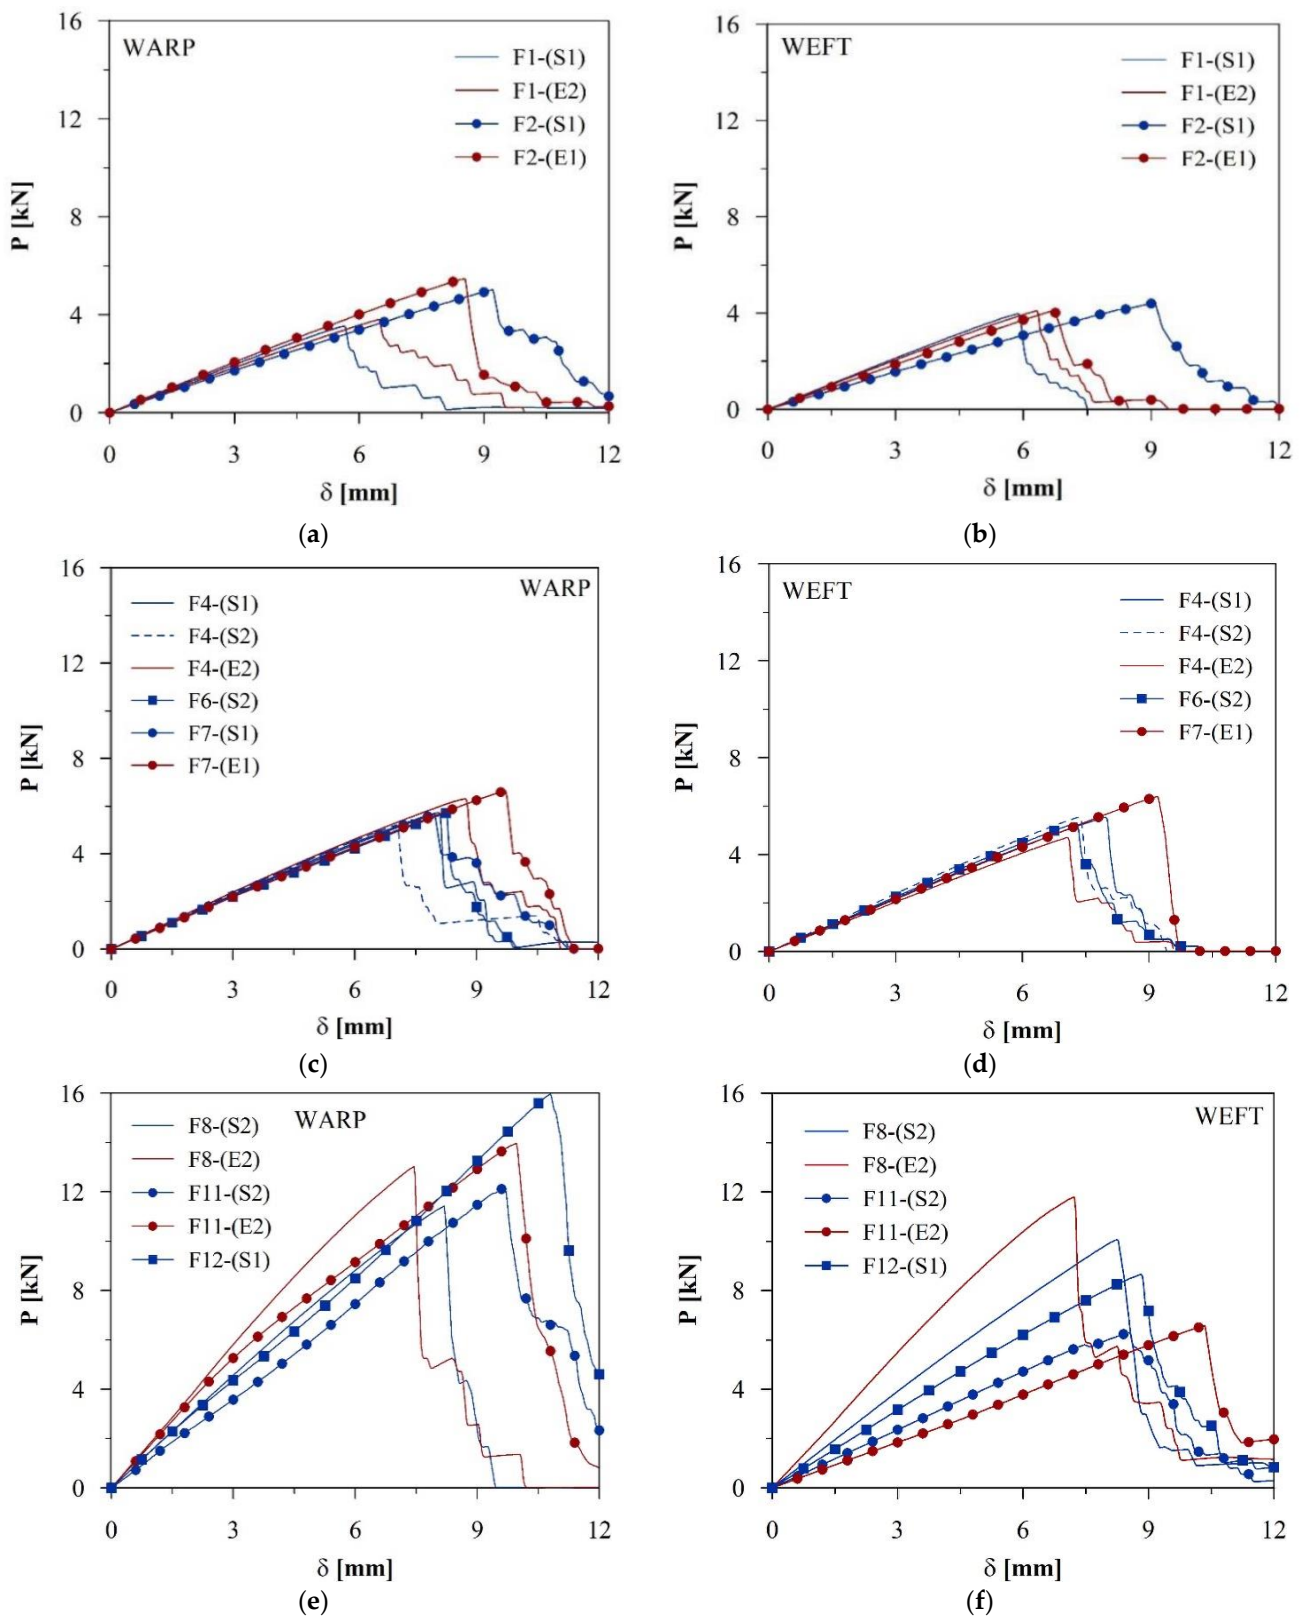 WARP
F1-(S1)
F1-(E2)
F2-(S1)
F2-(E1)
16
12
8
4
0
P [kN]
0 3 6 9 12
δ [mm]
(a)
WEFT
F1-(S1)
F1-(E2)
F2-(S1)
F2-(E1)
16
12
8
4
0
P [kN]
0 3 6 9 12
δ [mm]
(b)
WARP
F4-(S1)
F4-(S2)
F4-(E2)
F6-(S2)
F7-(S1)
F7-(E1)
16
12
8
4
0
P [kN]
0 3 6 9 12
δ [mm]
(c)
WEFT
F4-(S1)
F4-(S2)
F4-(E2)
F6-(S2)
F7-(E1)
16
12
8
4
0
P [kN]
0 3 6 9 12
δ [mm]
(d)
WARP
F8-(S2)
F8-(E2)
F11-(S2)
F11-(E2)
F12-(S1)
16
12
8
4
0
P [kN]
0 3 6 9 12
δ [mm]
(e)
WEFT
F8-(S2)
F8-(E2)
F11-(S2)
F11-(E2)
F12-(S1)
16
12
8
4
0
P [kN]
0 3 6 9 12
δ [mm]
(f)